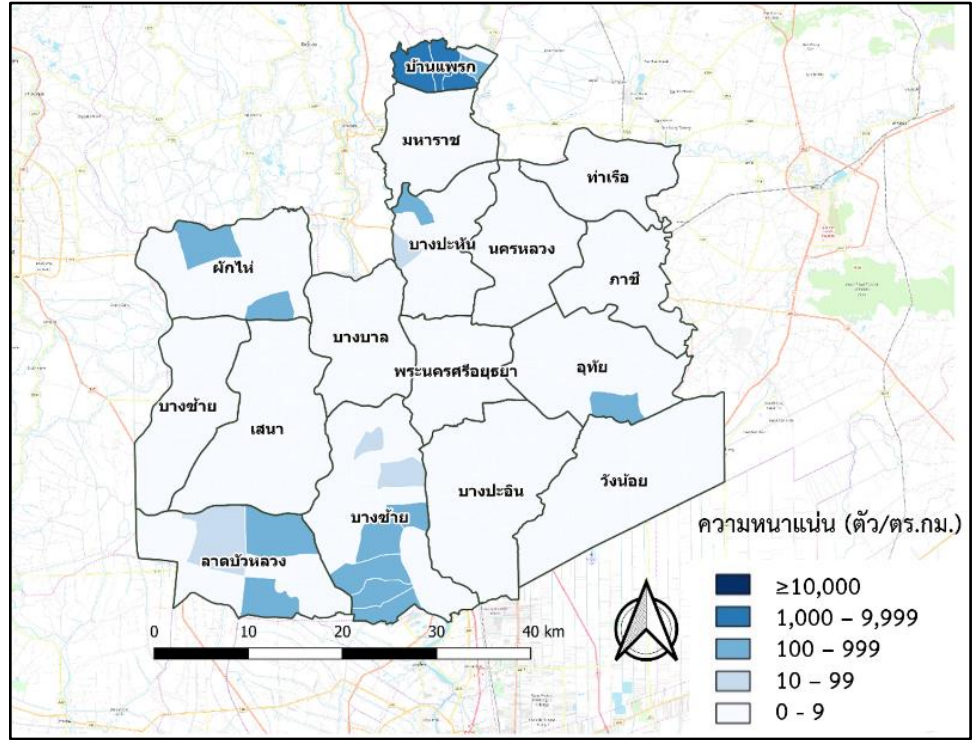 บ้านแพรก
มหาราช
ท่าเรือ
บางปะหัน
นครหลวง
ผักไห่
ภาชี
บางบาล
พระนครศรีอยุธยา
อุทัย
บางซ้าย
เสนา
วังน้อย
บางปะอิน
บางซ้าย
ลาดบัวหลวง
ความหนาแน่น (ตัว/ตร.กม.)
≥10,000
1,000 – 9,999
100 – 999
10 – 99
0 - 9
0 10 20 30 40 km